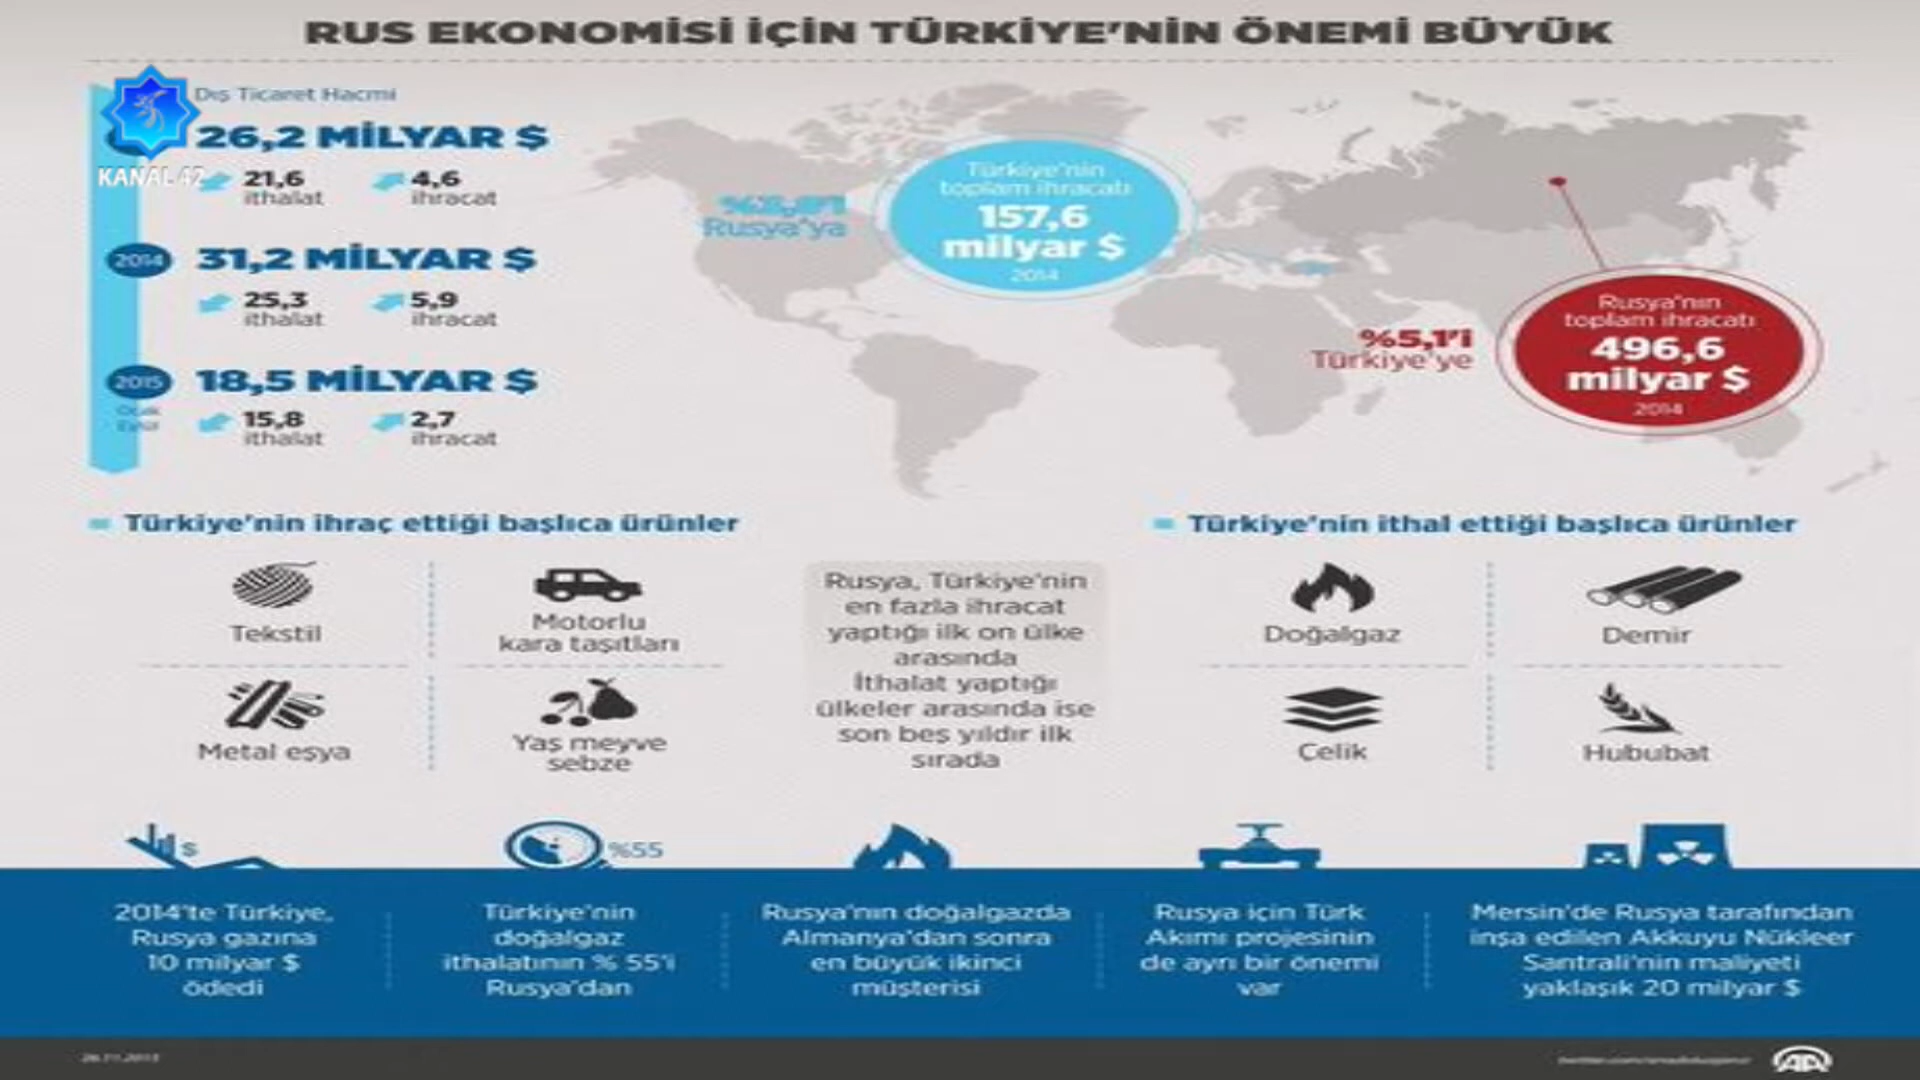 RUS EKONOMİSİ İÇİN TÜRKİYE'NİN ÖNEMİ BÜYÜK
Dış Ticaret Hacmi
26,2 MİLYAR $
KANAL 42
21,6
ithalat
4,6
ihracat
2014
31,2 MİLYAR $
25,3
ithalat
5,9
ihracat
2015
18,5 MİLYAR $
15,8
ithalat
2,7
ihracat
Rusya'ya
Türkiye'nin
toplam ihracatı
157,6
milyar $
2014
%5,1'i
Türkiye'ye
Rusya'nın
toplam ihracatı
496,6
milyar $
2014
Türkiye'nin ihraç ettiği başlıca ürünler
Tekstil
Motorlu
kara taşıtları
Metal eşya
Yaş meyve
sebze
Rusya, Türkiye'nin
en fazla ihracat
yaptığı ilk on ülke
arasında
İthalat yaptığı
ülkeler arasında ise
son beş yıldır ilk
sırada
Türkiye'nin ithal ettiği başlıca ürünler
Doğalgaz
Demir
Çelik
Hububat
$
%55
2014'te Türkiye,
Rusya gazına
10 milyar $
ödedi
Türkiye'nin
doğalgaz
ithalatının % 55'i
Rusya'dan
Rusya'nın doğalgazda
Almanya'dan sonra
en büyük ikinci
müşterisi
Rusya için Türk
Akımı projesinin
de ayrı bir önemi
var
Mersin'de Rusya tarafından
inşa edilen Akkuyu Nükleer
Santrali'nin maliyeti
yaklaşık 20 milyar $
AA